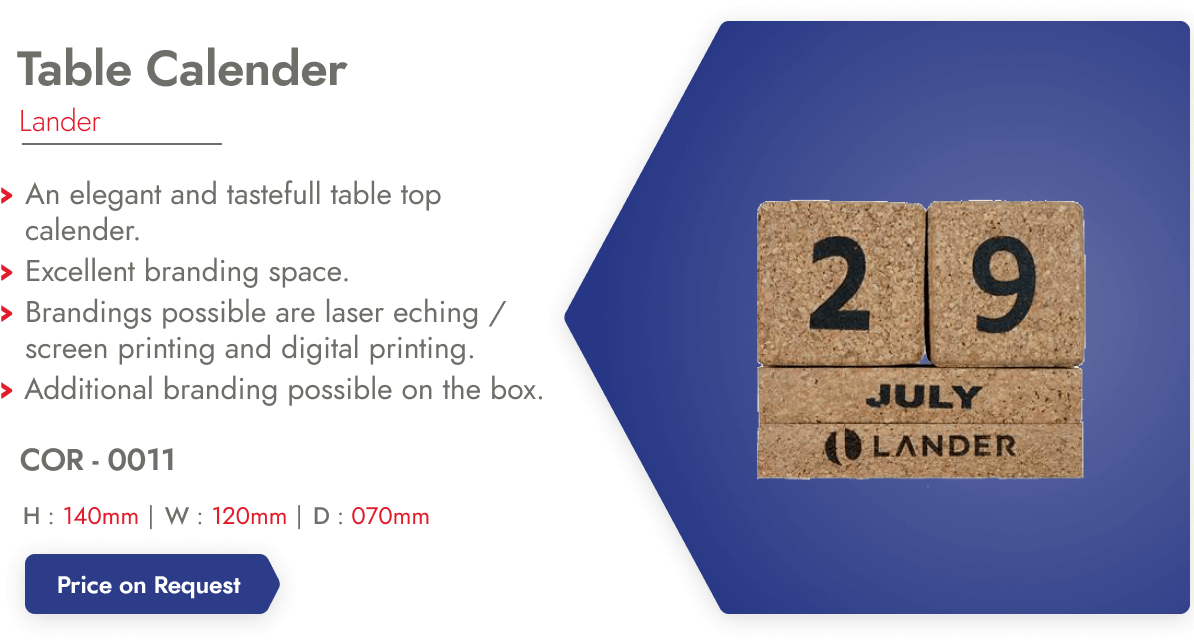 Table Calender
Lander
An elegant and tastefull table top
calender.
Excellent branding space.
Brandings possible are laser eching /
screen printing and digital printing.
Additional branding possible on the box.
COR - 0011
H : 140mm | W : 120mm | D : 070mm
Price on Request
2 9
JULY
LANDER